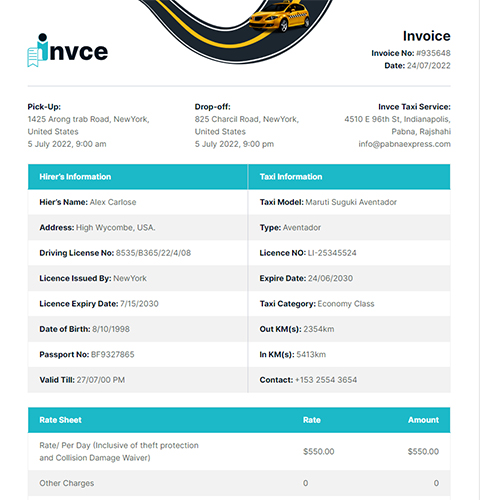 invce
Invoice
Invoice No: #935648
Date: 24/07/2022
Pick-Up:
1425 Arong trab Road, NewYork,
United States
5 July 2022, 9:00 am
Drop-off:
825 Charcil Road, NewYork,
United States
5 July 2022, 9:00 pm
Invce Taxi Service:
4510 E 96th St, Indianapolis,
Pabna, Rajshahi
info@pabnaexpress.com
Hirer's Information
Taxi Information
Hier's Name: Alex Carlose
Taxi Model: Maruti Suguki Aventador
Address: High Wycombe, USA.
Type: Aventador
Driving License No: 8535/B365/22/4/08
Licence NO: LI-25345524
Licence Issued By: NewYork
Expire Date: 24/06/2030
Licence Expiry Date: 7/15/2030
Taxi Category: Economy Class
Date of Birth: 8/10/1998
Out KM(s): 2354km
Passport No: BF9327865
In KM(s): 5413km
Valid Till: 27/07/00 PM
Contact: +153 2554 3654
Rate Sheet
Rate
Amount
Rate/ Per Day (Inclusive of theft protection
and Collision Damage Waiver)
$550.00
$550.00
Other Charges
0
0